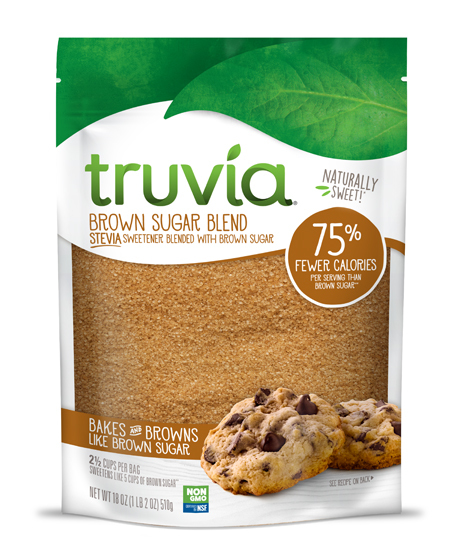 truvía®
NATURALLY
SWEET!*
BROWN SUGAR BLEND
STEVIA SWEETENER BLENDED WITH BROWN SUGAR
75%
FEWER CALORIES
PER SERVING THAN
BROWN SUGAR**
BAKES AND BROWNS
LIKE BROWN SUGAR
2½ CUPS PER BAG
SWEETENS LIKE 5 CUPS OF BROWN SUGAR**
NET WT 18 OZ (1 LB 2 OZ) 510g
NON
GMO
NSF
SEE RECIPE ON BACK